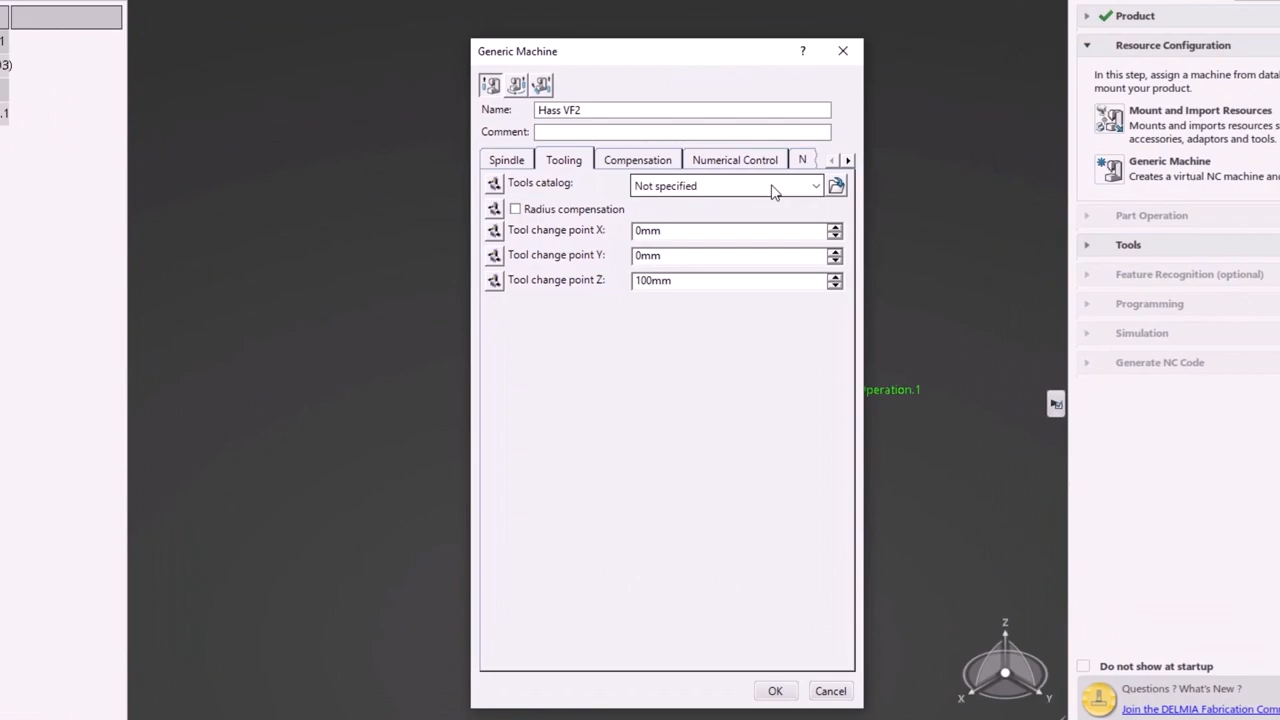 1
03)
.1
Generic Machine
?
Name: Hass VF2
Comment:
Spindle Tooling Compensation Numerical Control N
Tools catalog: Not specified
Radius compensation
Tool change point X: 0mm
Tool change point Y: 0mm
Tool change point Z: 100mm
OK Cancel
peration.1
Product
Resource Configuration
In this step, assign a machine from data
mount your product.
Mount and Import Resources
Mounts and imports resources s
accessories, adaptors and tools.
Generic Machine
Creates a virtual NC machine and
Part Operation
Tools
Feature Recognition (optional)
Programming
Simulation
Generate NC Code
Z
X
Y
Do not show at startup
Questions ? What's New ?
Join the DELMIA Fabrication Com